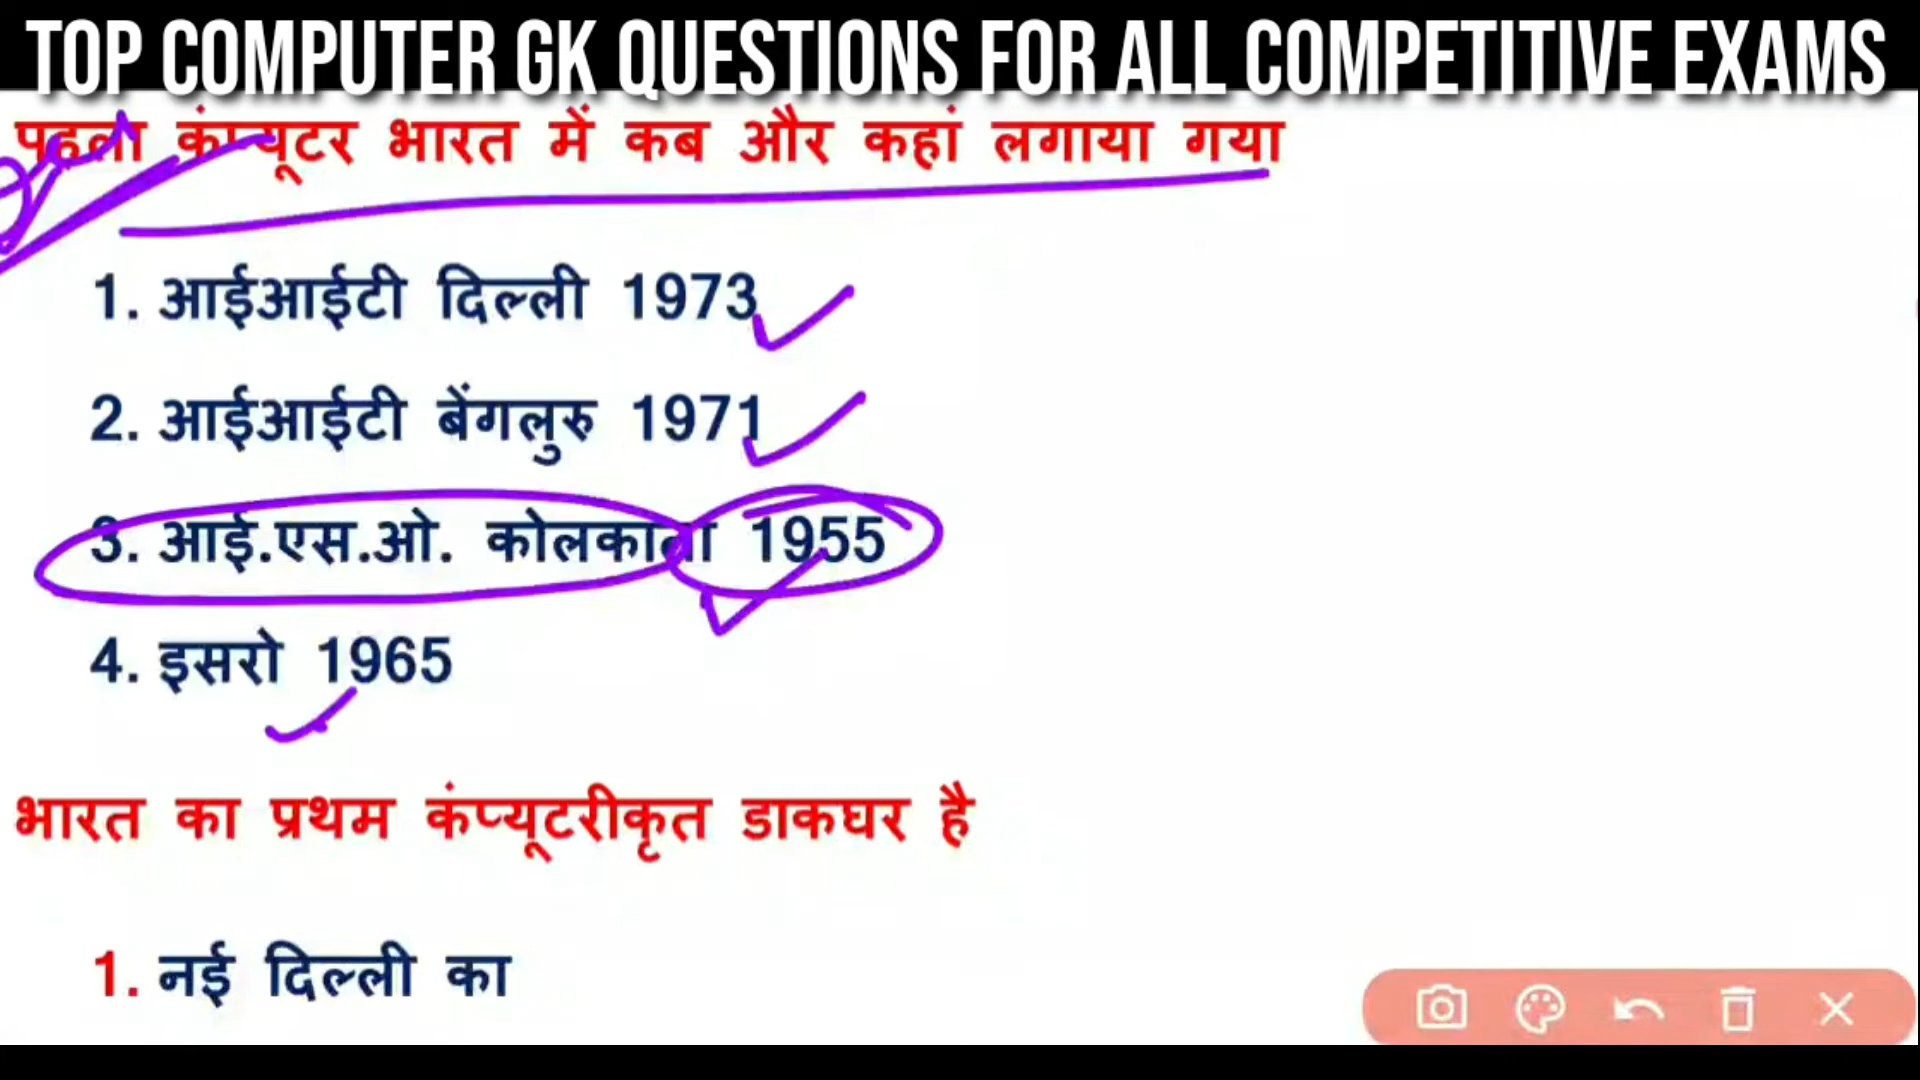 TOP COMPUTER GK QUESTIONS FOR ALL COMPETITIVE EXAMS
पहला कंप्यूटर भारत में कब और कहां लगाया गया
1. आईआईटी दिल्ली 1973
2. आईआईटी बेंगलुरु 1971
3. आई.एस.ओ. कोलकाता 1955
4. इसरो 1965
भारत का प्रथम कंप्यूटरीकृत डाकघर है
1. नई दिल्ली का